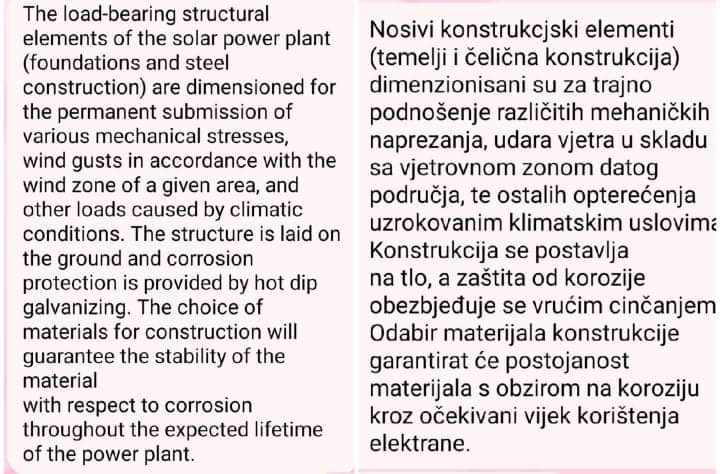 The load-bearing structural
elements of the solar power plant
(foundations and steel
construction) are dimensioned for
the permanent submission of
various mechanical stresses,
wind gusts in accordance with the
wind zone of a given area, and
other loads caused by climatic
conditions. The structure is laid on
the ground and corrosion
protection is provided by hot dip
galvanizing. The choice of
materials for construction will
guarantee the stability of the
material
with respect to corrosion
throughout the expected lifetime
of the power plant.
Nosivi konstrukcjski elementi
(temelji i čelična konstrukcija)
dimenzionisani su za trajno
podnošenje različitih mehaničkih
naprezanja, udara vjetra u skladu
sa vjetrovnom zonom datog
područja, te ostalih opterećenja
uzrokovanim klimatskim uslovima
Konstrukcija se postavlja
na tlo, a zaštita od korozije
obezbjeđuje se vrućim cinčanjem
Odabir materijala konstrukcije
garantirat će postojanost
materijala s obzirom na koroziju
kroz očekivani vijek korištenja
elektrane.